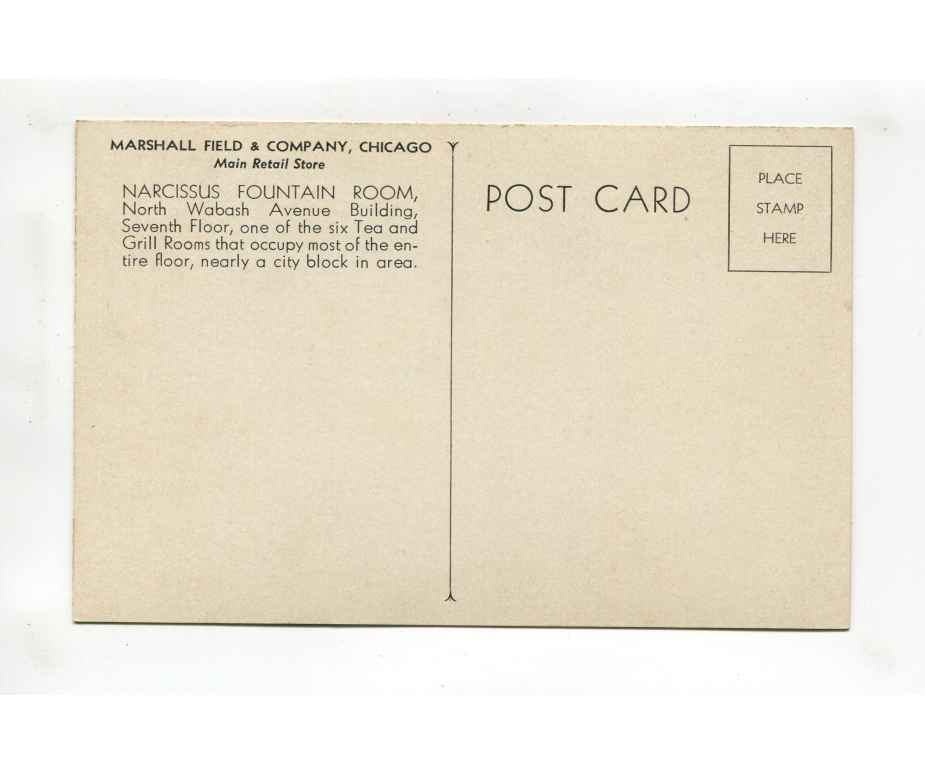 MARSHALL FIELD & COMPANY, CHICAGO
Main Retail Store
NARCISSUS FOUNTAIN ROOM,
North Wabash Avenue Building,
Seventh Floor, one of the six Tea and
Grill Rooms that occupy most of the en-
tire floor, nearly a city block in area.
POST CARD
PLACE
STAMP
HERE